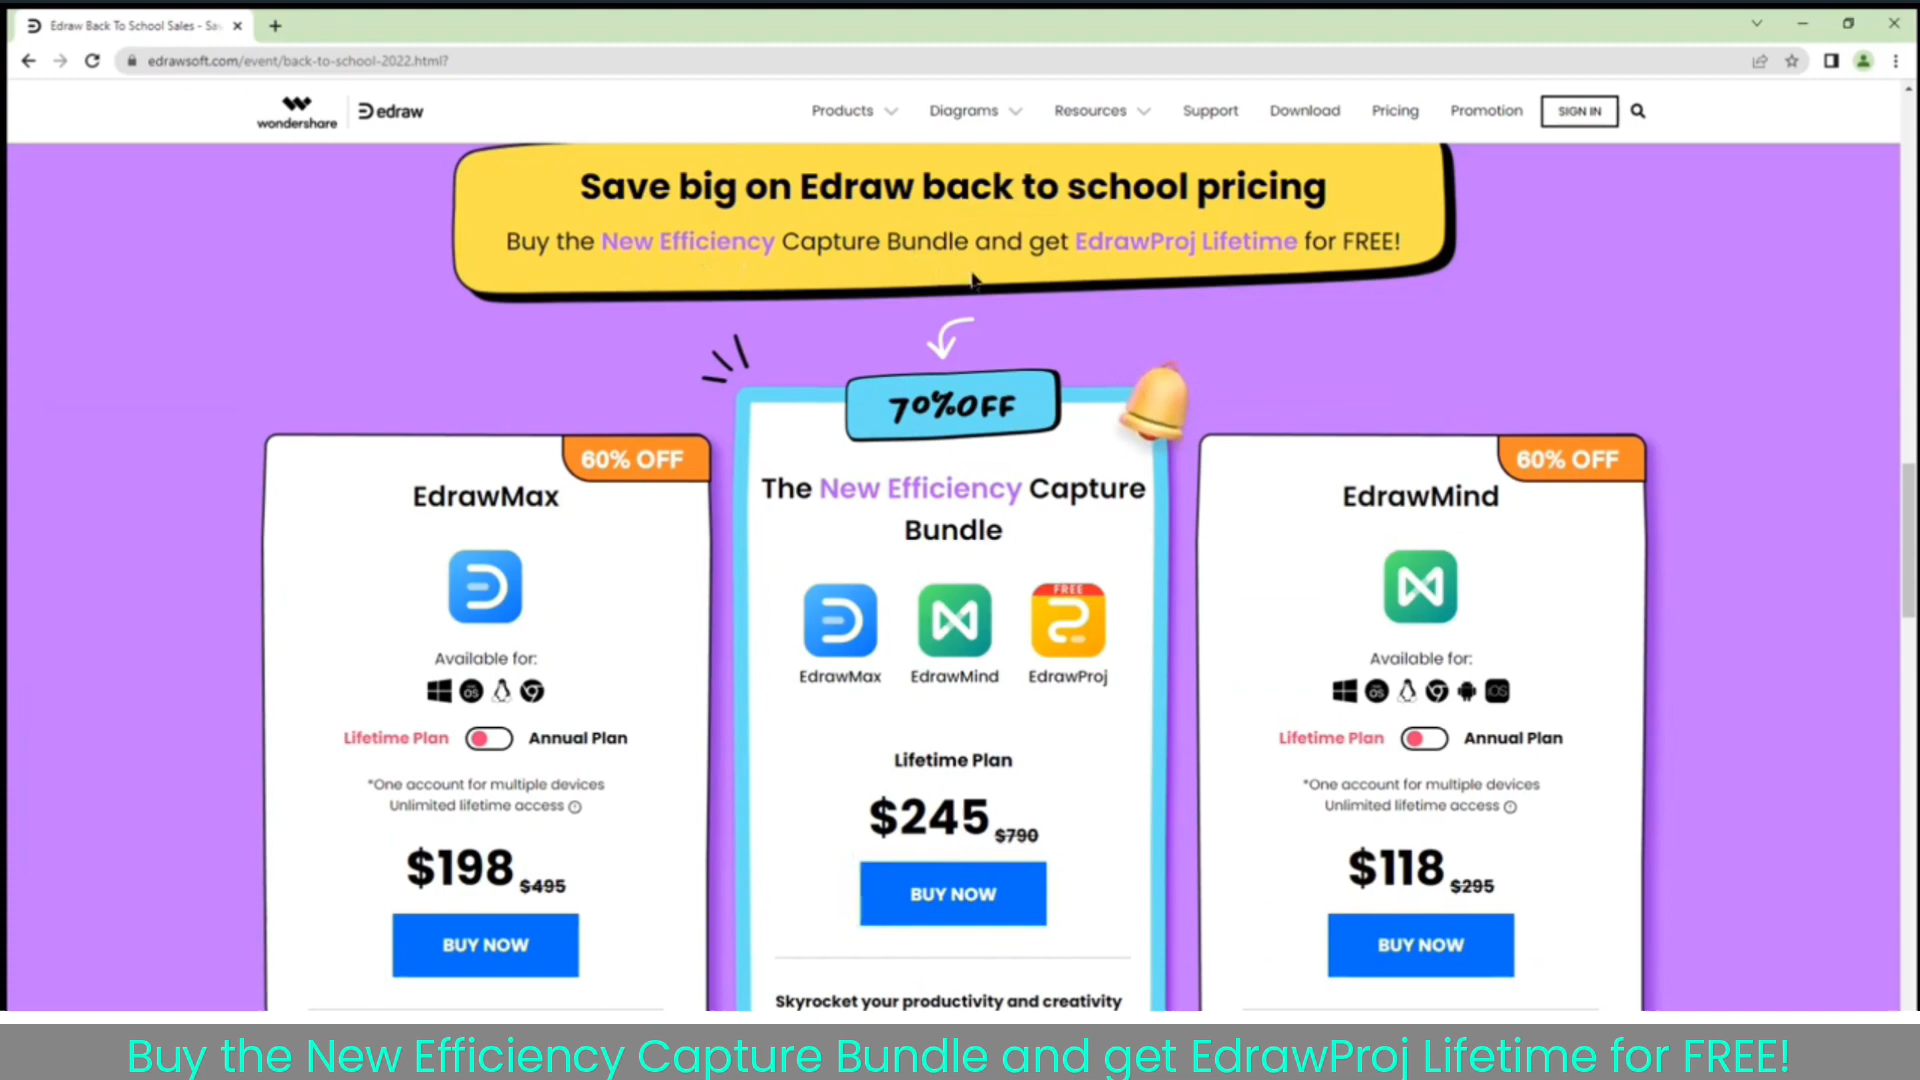 Edraw Back To School Sales - Sa
edrawsoft.com/event/back-to-school-2022.html?
wondershare edraw Products Diagrams Resources Support Download Pricing Promotion SIGN IN
Save big on Edraw back to school pricing
Buy the New Efficiency Capture Bundle and get EdrawProj Lifetime for FREE!
70%OFF
60% OFF
EdrawMax
Available for:
OS
Lifetime Plan Annual Plan
*One account for multiple devices
Unlimited lifetime access
$198 $495
BUY NOW
The New Efficiency Capture
Bundle
FREE
EdrawMax EdrawMind EdrawProj
Lifetime Plan
$245 $790
BUY NOW
Skyrocket your productivity and creativity
60% OFF
EdrawMind
Available for:
OS iOS
Lifetime Plan Annual Plan
*One account for multiple devices
Unlimited lifetime access
$118 $295
BUY NOW
Buy the New Efficiency Capture Bundle and get EdrawProj Lifetime for FREE!